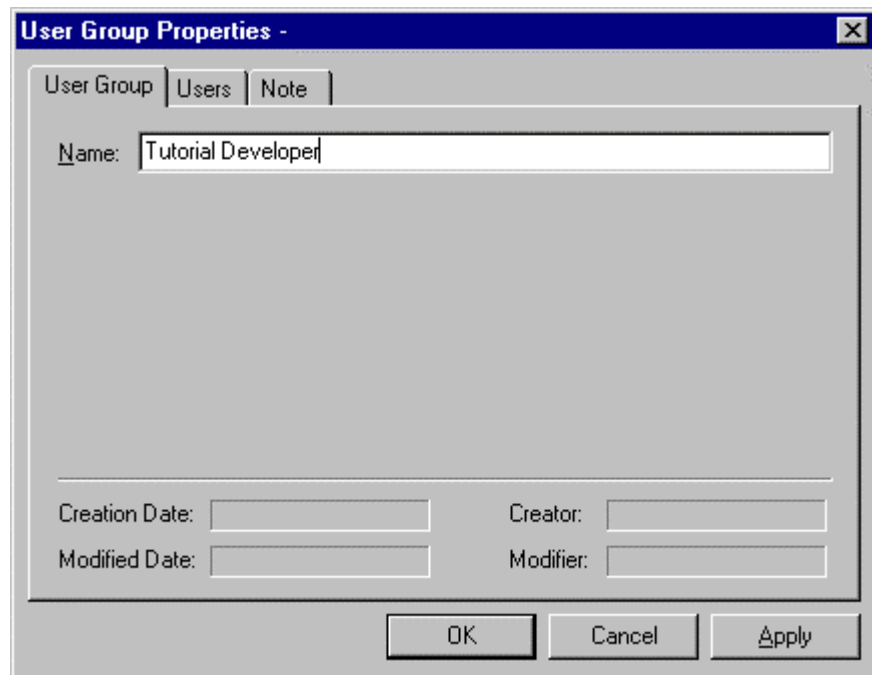 User Group Properties -
User Group Users Note
Name: Tutorial Developer
Creation Date: Creator:
Modified Date: Modifier:
OK Cancel Apply